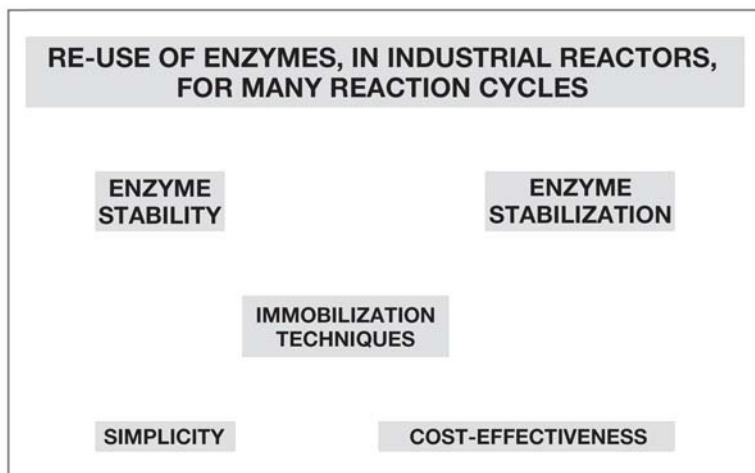 RE-USE OF ENZYMES, IN INDUSTRIAL REACTORS,
FOR MANY REACTION CYCLES
ENZYME
STABILITY
ENZYME
STABILIZATION
IMMOBILIZATION
TECHNIQUES
SIMPLICITY
COST-EFFECTIVENESS